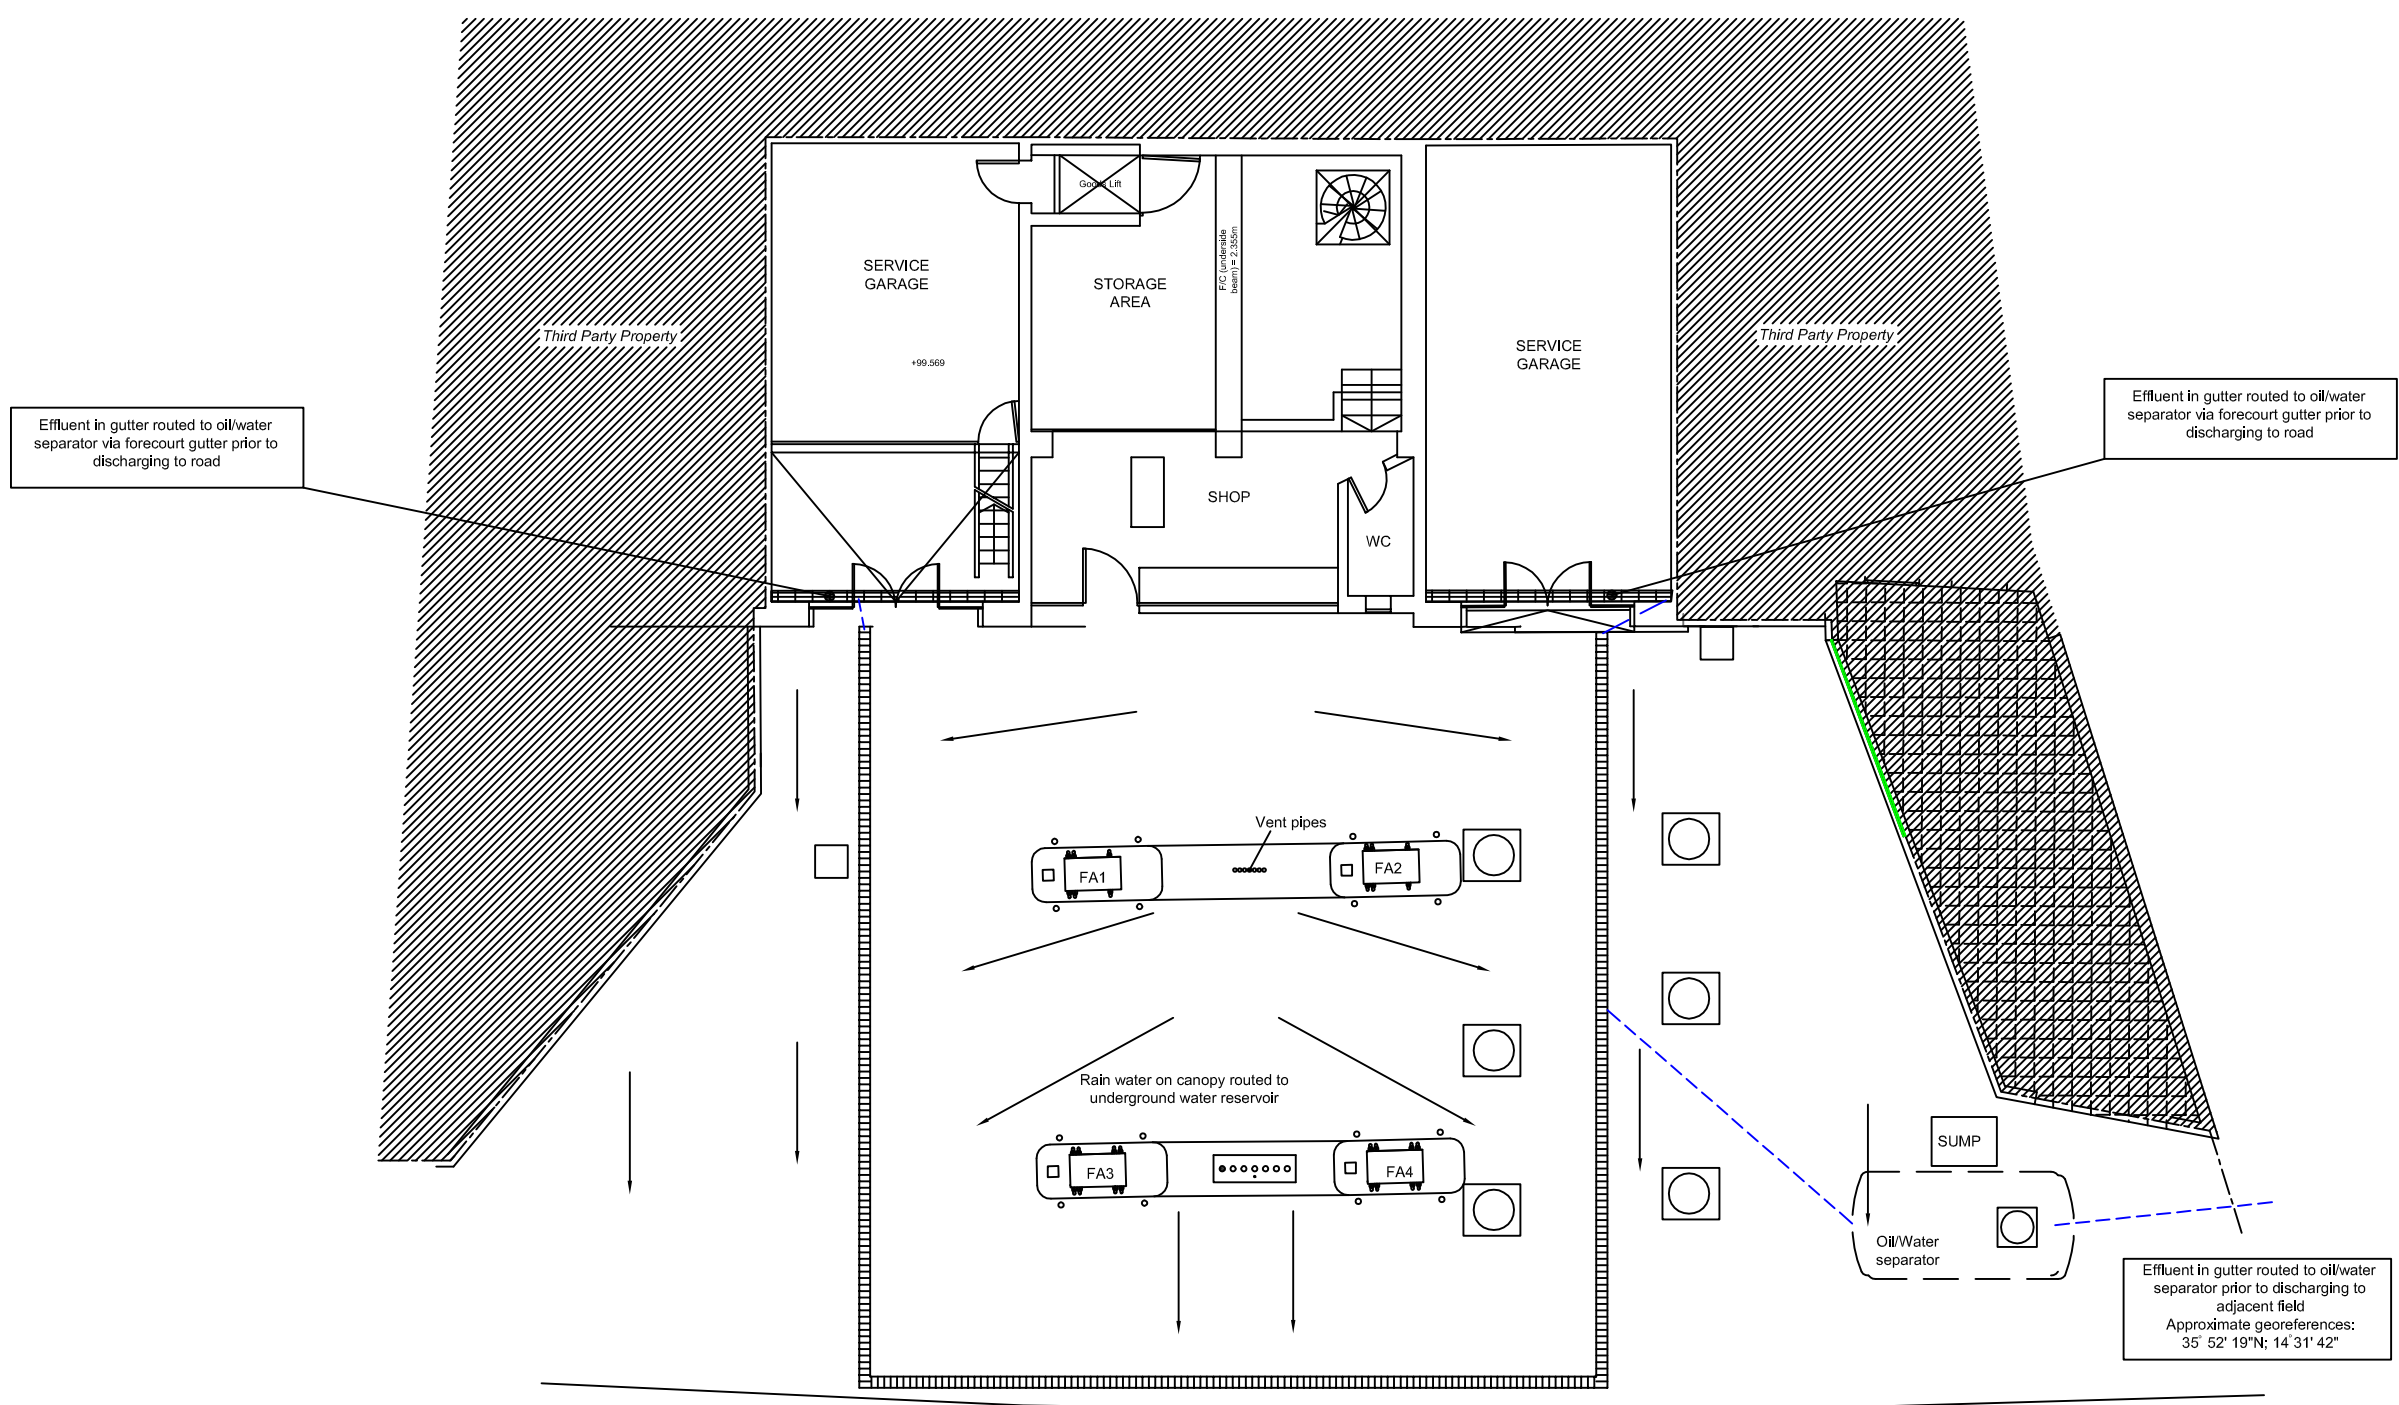 Goods Lift
SERVICE
GARAGE
STORAGE
AREA
F/C (underside
beam) = 2.355m
Third Party Property
+99.569
SERVICE
GARAGE
Third Party Property
Effluent in gutter routed to oil/water
separator via forecourt gutter prior to
discharging to road
Effluent in gutter routed to oil/water
separator via forecourt gutter prior to
discharging to road
SHOP
WC
Vent pipes
FA1
FA2
Rain water on canopy routed to
underground water reservoir
FA3
FA4
SUMP
Oil/Water
separator
Effluent in gutter routed to oil/water
separator prior to discharging to
adjacent field
Approximate georeferences:
35° 52' 19"N; 14°31' 42"